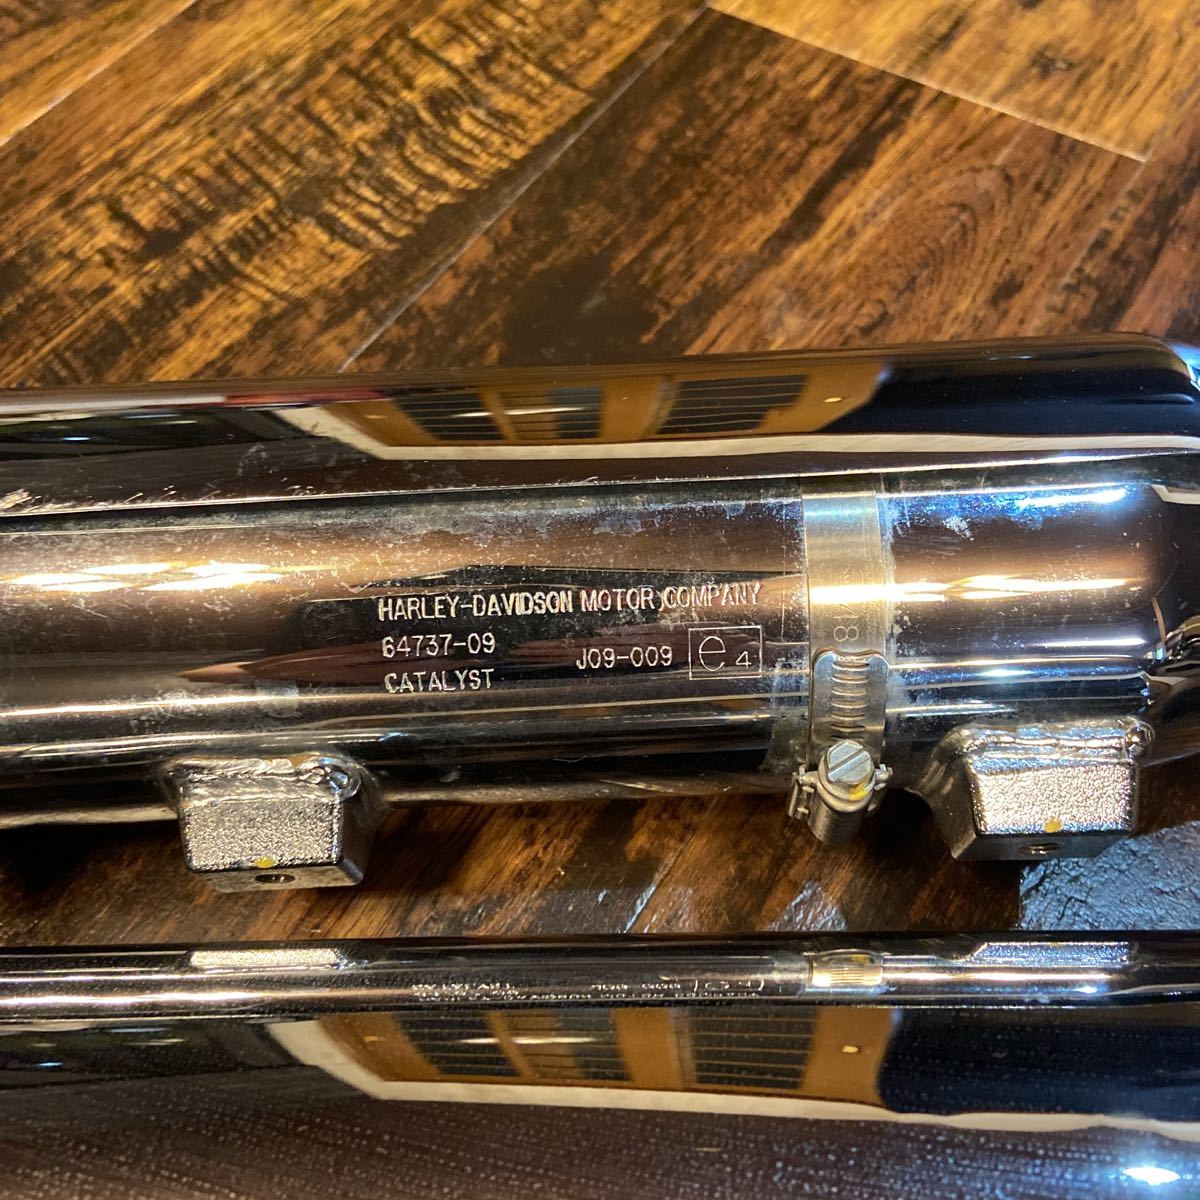 HARLEY-DAVIDSON MOTOR COMPANY
64737-09 J09-009 e4
CATALYST